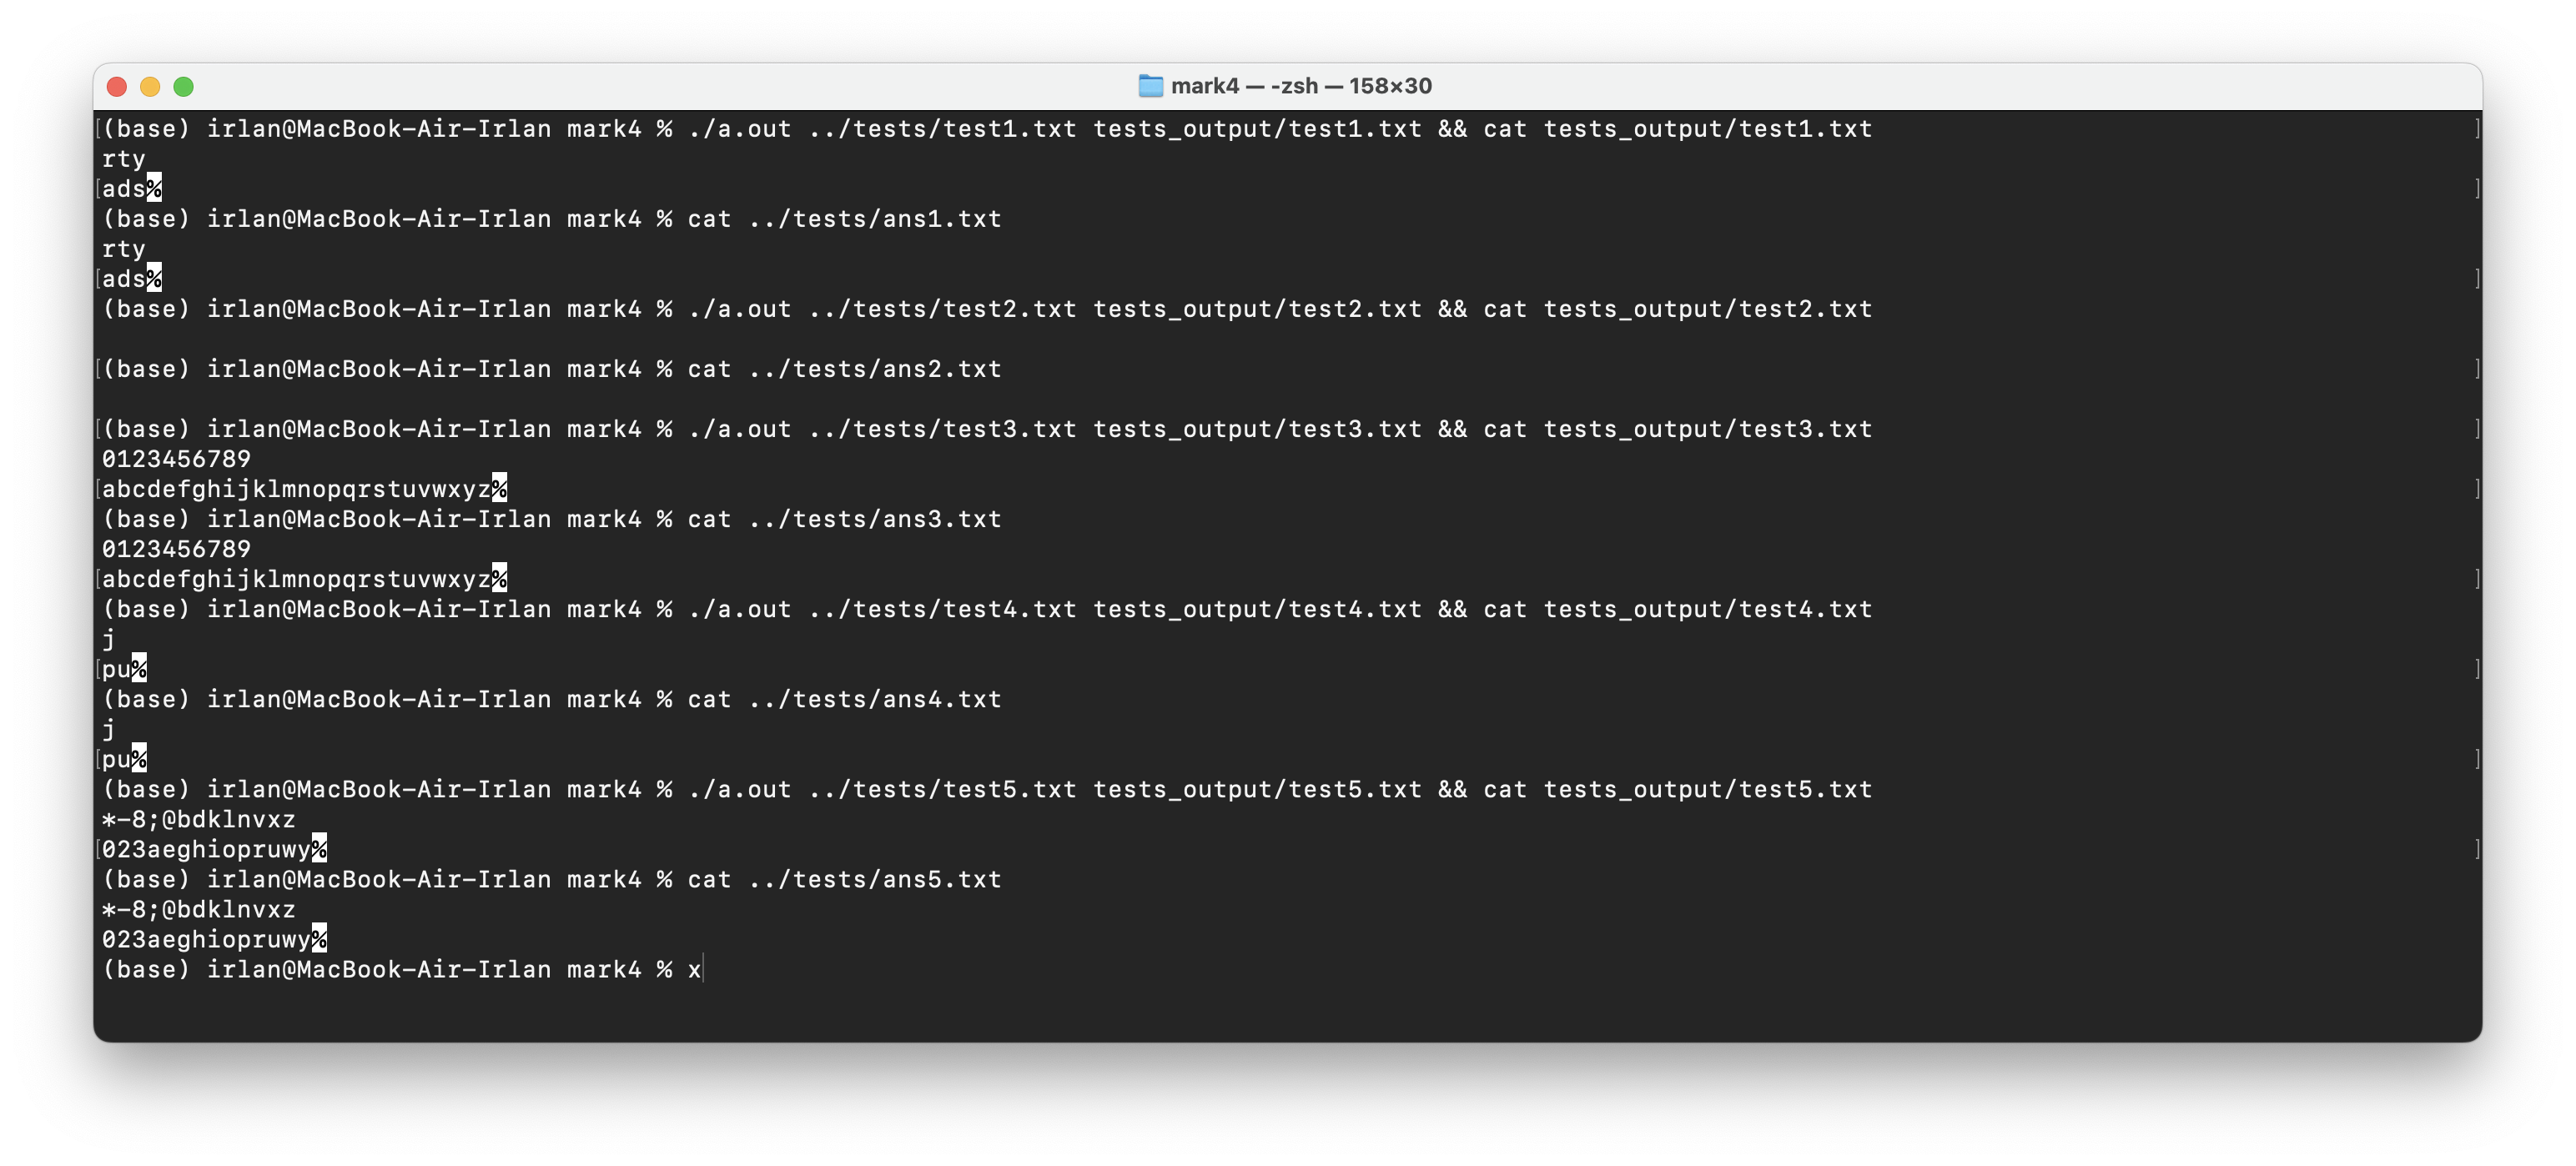 mark4 — -zsh — 158×30
(base) irlan@MacBook-Air-Irlan mark4 % ./a.out ../tests/test1.txt tests_output/test1.txt && cat tests_output/test1.txt
rty
ads%
(base) irlan@MacBook-Air-Irlan mark4 % cat ../tests/ans1.txt
rty
ads%
(base) irlan@MacBook-Air-Irlan mark4 % ./a.out ../tests/test2.txt tests_output/test2.txt && cat tests_output/test2.txt
(base) irlan@MacBook-Air-Irlan mark4 % cat ../tests/ans2.txt
(base) irlan@MacBook-Air-Irlan mark4 % ./a.out ../tests/test3.txt tests_output/test3.txt && cat tests_output/test3.txt
0123456789
abcdefghijklmnopqrstuvwxyz%
(base) irlan@MacBook-Air-Irlan mark4 % cat ../tests/ans3.txt
0123456789
abcdefghijklmnopqrstuvwxyz%
(base) irlan@MacBook-Air-Irlan mark4 % ./a.out ../tests/test4.txt tests_output/test4.txt && cat tests_output/test4.txt
j
pu%
(base) irlan@MacBook-Air-Irlan mark4 % cat ../tests/ans4.txt
j
pu%
(base) irlan@MacBook-Air-Irlan mark4 % ./a.out ../tests/test5.txt tests_output/test5.txt && cat tests_output/test5.txt
*-8;@bdklnvxz
023aeghiopruwy%
(base) irlan@MacBook-Air-Irlan mark4 % cat ../tests/ans5.txt
*-8;@bdklnvxz
023aeghiopruwy%
(base) irlan@MacBook-Air-Irlan mark4 % x